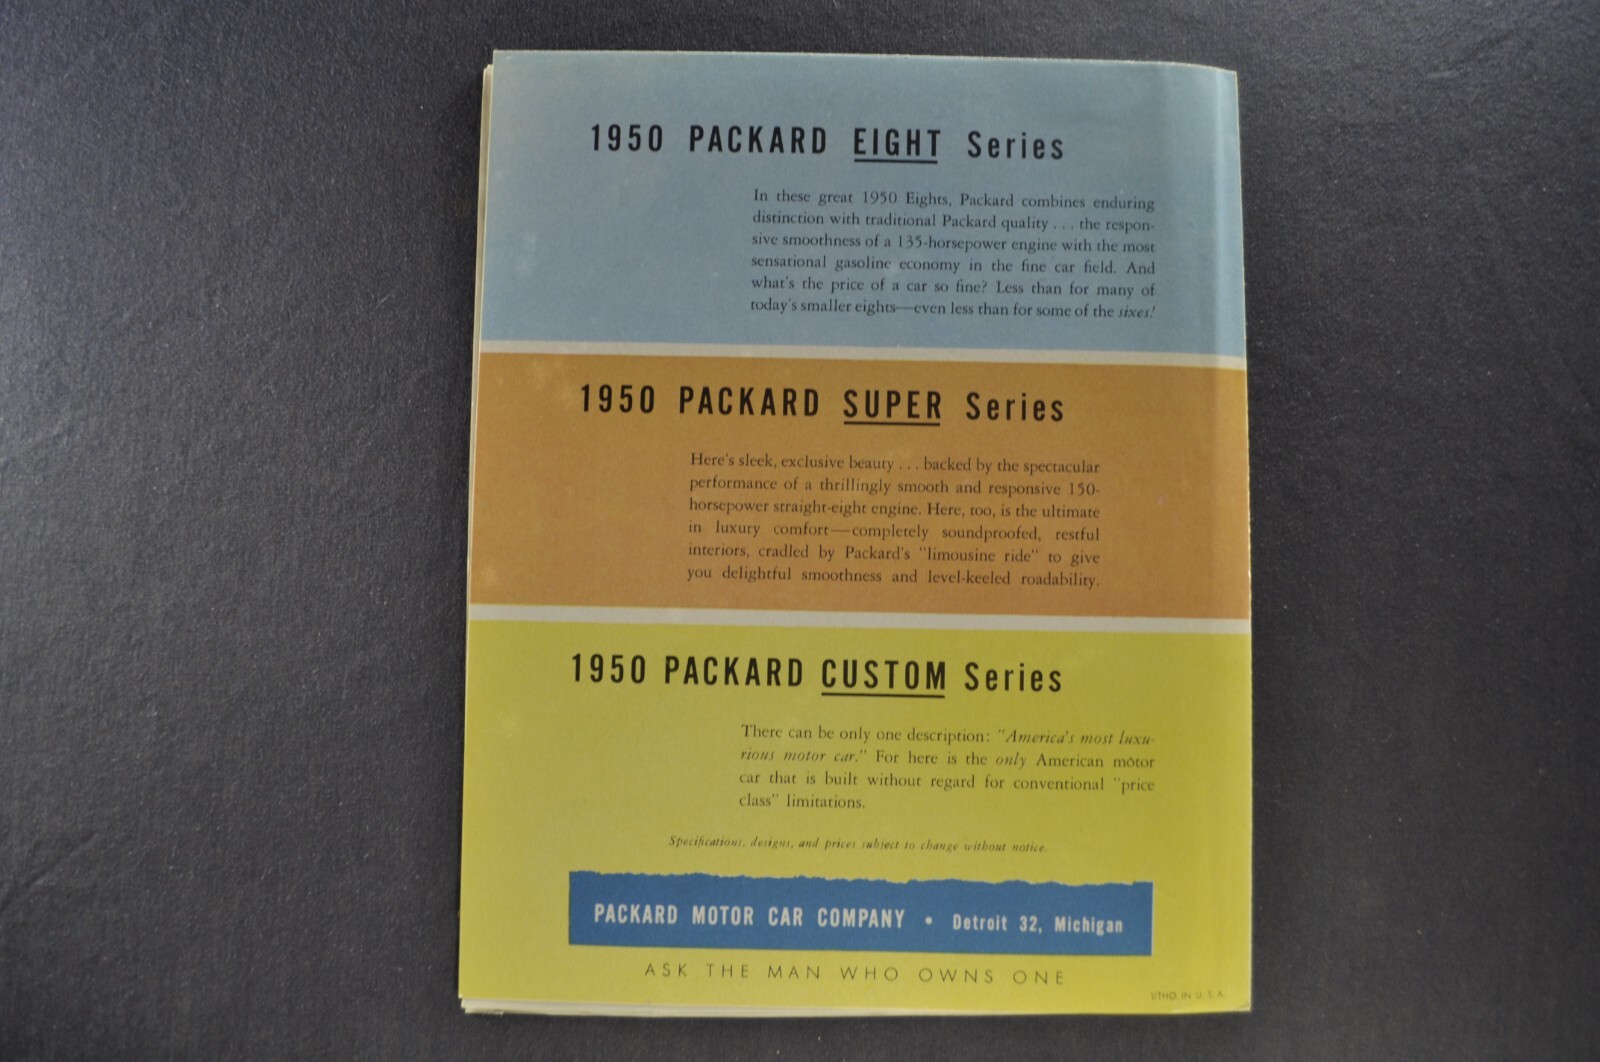 1950 PACKARD EIGHT Series
In these great 1950 Eights, Packard combines enduring
distinction with traditional Packard quality . . . the respon-
sive smoothness of a 135-horsepower engine with the most
sensational gasoline economy in the fine car field. And
what's the price of a car so fine? Less than for many of
today's smaller eights—even less than for some of the sixes!
1950 PACKARD SUPER Series
Here's sleek, exclusive beauty . . . backed by the spectacular
performance of a thrillingly smooth and responsive 150-
horsepower straight-eight engine. Here, too, is the ultimate
in luxury comfort—completely soundproofed, restful
interiors, cradled by Packard's "limousine ride" to give
you delightful smoothness and level-keeled roadability.
1950 PACKARD CUSTOM Series
There can be only one description: "America's most luxu-
rious motor car." For here is the only American motor
car that is built without regard for conventional "price
class" limitations.
Specifications, designs, and prices subject to change without notice.
PACKARD MOTOR CAR COMPANY • Detroit 32, Michigan
ASK THE MAN WHO OWNS ONE
LITHO IN U. S. A.